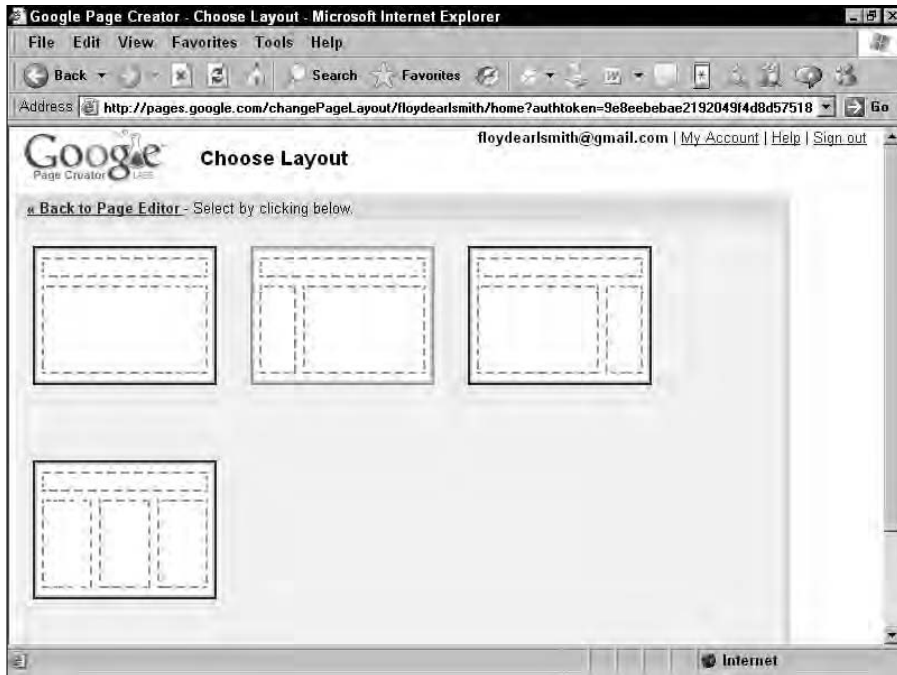 Google Page Creator - Choose Layout - Microsoft Internet Explorer
File Edit View Favorites Tools Help
Back Search Favorites
Address http://pages.google.com/changePageLayout/floydearlsmith/home?authtoken=9e8eebebae2192049f4d8d57518 Go
floydearlsmith@gmail.com | My Account | Help | Sign out
Google
Page Creator LABS
Choose Layout
« Back to Page Editor - Select by clicking below.
Internet